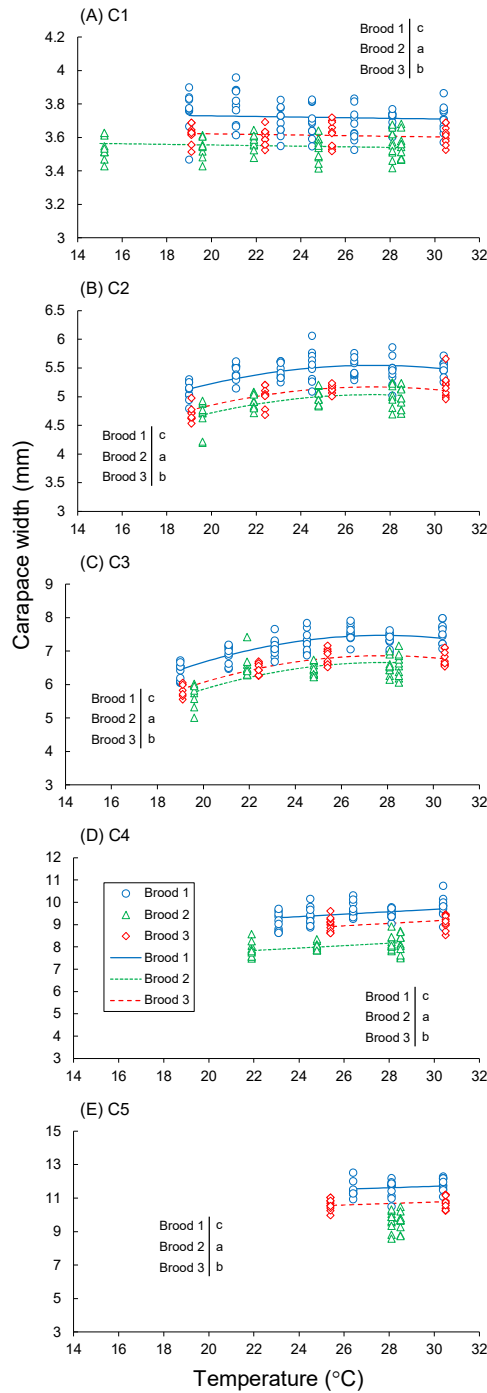 (A) C1
Brood 1 c
Brood 2 a
Brood 3 b
4.2
4
3.8
3.6
3.4
3.2
3
14 16 18 20 22 24 26 28 30 32
(B) C2
6.5
6
5.5
5
4.5
4
3.5
3
Brood 1 c
Brood 2 a
Brood 3 b
14 16 18 20 22 24 26 28 30 32
Carapace width (mm)
(C) C3
9
8
7
6
5
4
3
Brood 1 c
Brood 2 a
Brood 3 b
14 16 18 20 22 24 26 28 30 32
(D) C4
12
11
10
9
8
7
6
5
4
3
Brood 1
Brood 2
Brood 3
Brood 1
Brood 2
Brood 3
Brood 1 c
Brood 2 a
Brood 3 b
14 16 18 20 22 24 26 28 30 32
(E) C5
15
13
11
9
7
5
3
Brood 1 c
Brood 2 a
Brood 3 b
14 16 18 20 22 24 26 28 30 32
Temperature (°C)